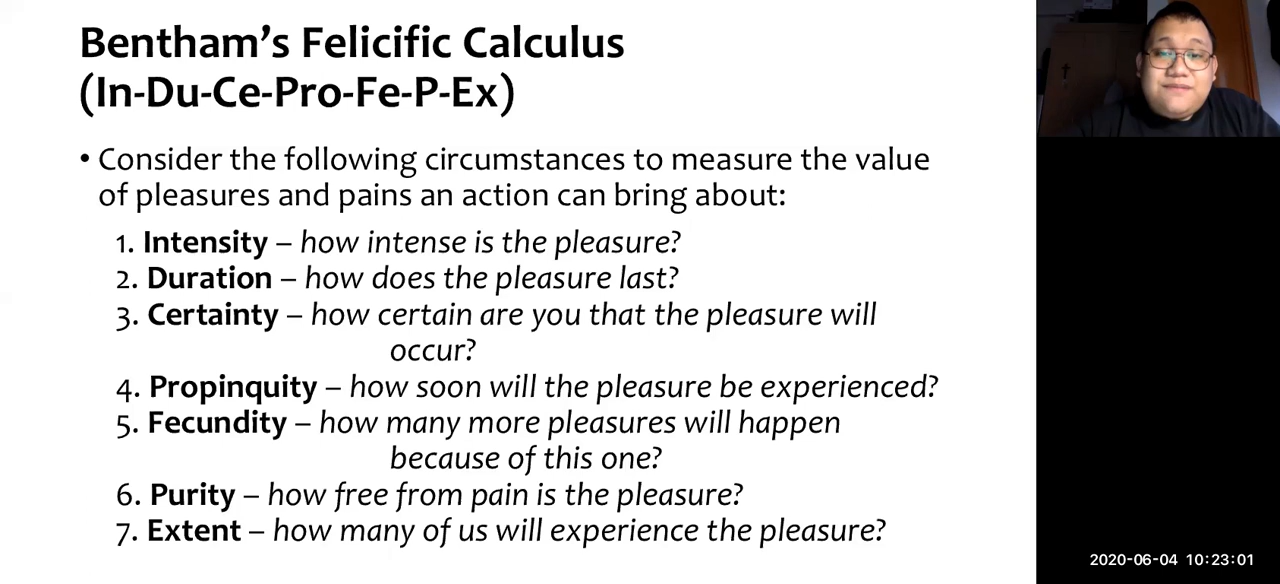 Bentham's Felicific Calculus
(In-Du-Ce-Pro-Fe-P-Ex)
• Consider the following circumstances to measure the value
of pleasures and pains an action can bring about:
1. Intensity – how intense is the pleasure?
2. Duration – how does the pleasure last?
3. Certainty – how certain are you that the pleasure will
occur?
4. Propinquity – how soon will the pleasure be experienced?
5. Fecundity – how many more pleasures will happen
because of this one?
6. Purity – how free from pain is the pleasure?
7. Extent – how many of us will experience the pleasure?
2020-06-04 10:23:01